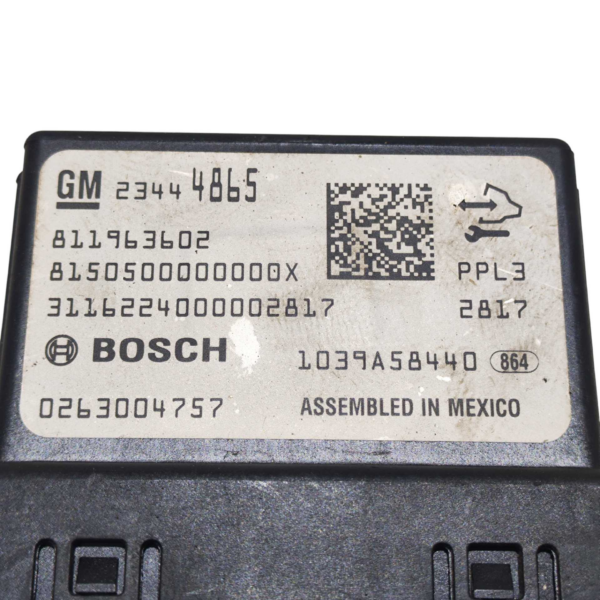 GM 23444865
811963602
8150500000000X PPL3
3116224000002817 2817
BOSCH 1039A58440 864
0263004757 ASSEMBLED IN MEXICO